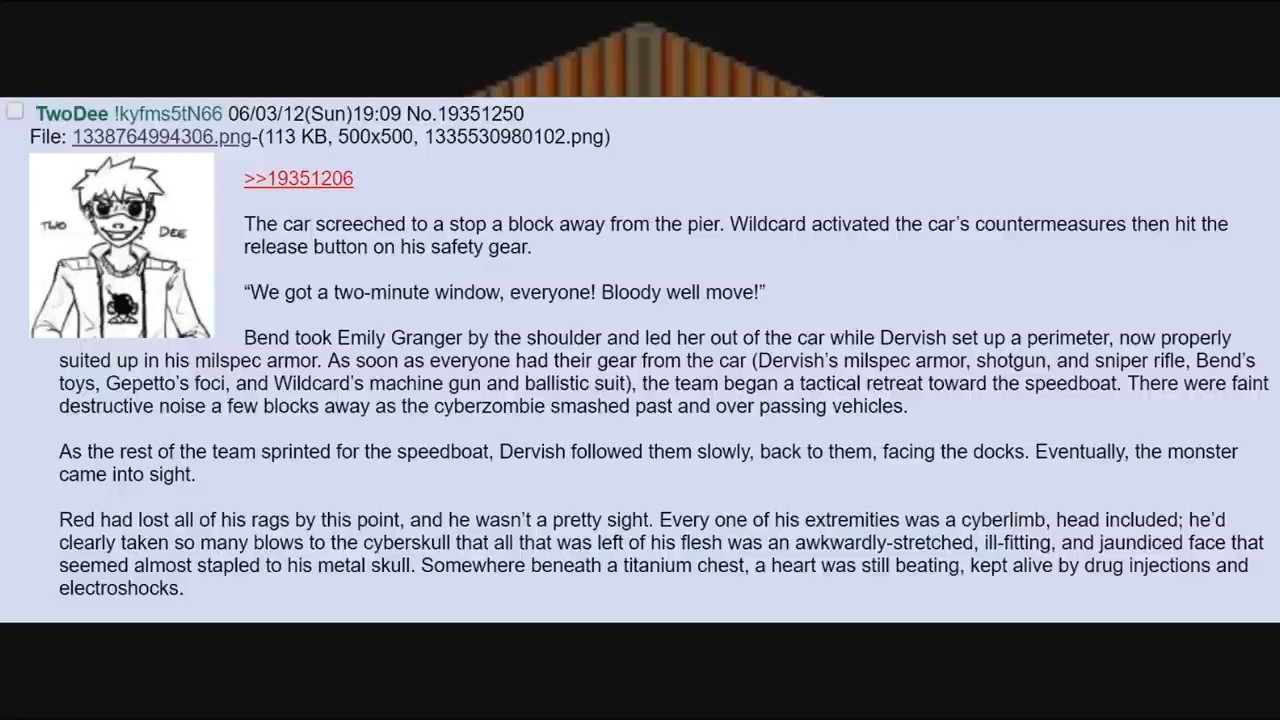 TwoDee !kyfms5tN66 06/03/12(Sun)19:09 No.19351250
File: 1338764994306.png-(113 KB, 500x500, 1335530980102.png)
TWO DEE
>>19351206
The car screeched to a stop a block away from the pier. Wildcard activated the car’s countermeasures then hit the
release button on his safety gear.
“We got a two-minute window, everyone! Bloody well move!”
Bend took Emily Granger by the shoulder and led her out of the car while Dervish set up a perimeter, now properly
suited up in his milspec armor. As soon as everyone had their gear from the car (Dervish’s milspec armor, shotgun, and sniper rifle, Bend’s
toys, Gepetto’s foci, and Wildcard’s machine gun and ballistic suit), the team began a tactical retreat toward the speedboat. There were faint
destructive noise a few blocks away as the cyberzombie smashed past and over passing vehicles.
As the rest of the team sprinted for the speedboat, Dervish followed them slowly, back to them, facing the docks. Eventually, the monster
came into sight.
Red had lost all of his rags by this point, and he wasn’t a pretty sight. Every one of his extremities was a cyberlimb, head included; he’d
clearly taken so many blows to the cyberskull that all that was left of his flesh was an awkwardly-stretched, ill-fitting, and jaundiced face that
seemed almost stapled to his metal skull. Somewhere beneath a titanium chest, a heart was still beating, kept alive by drug injections and
electroshocks.